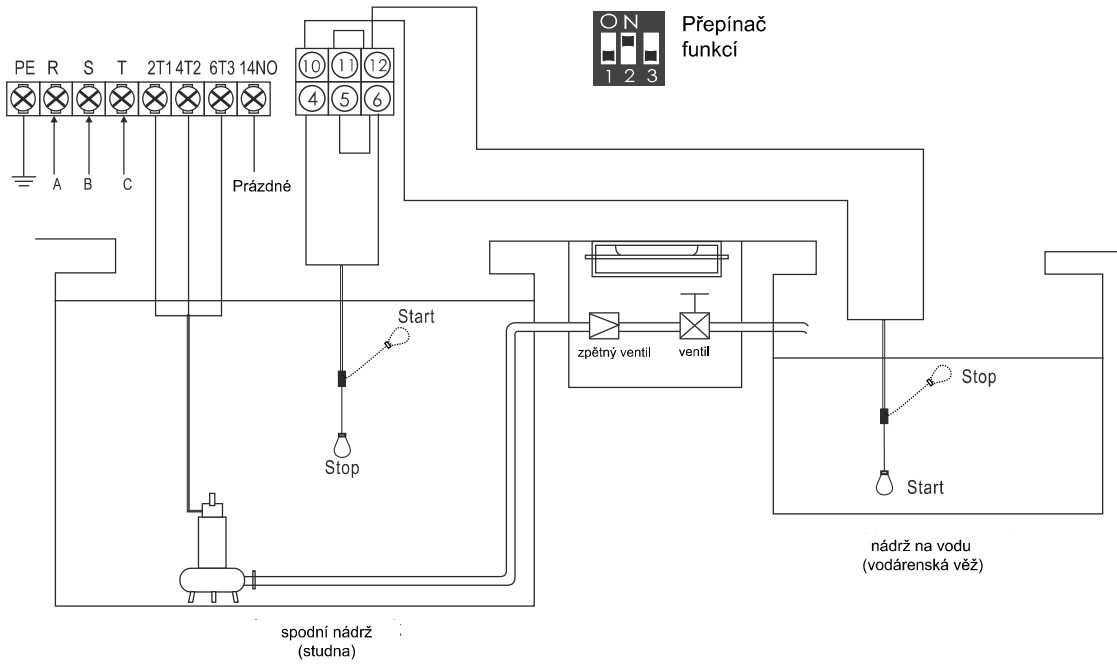 ON
1 2 3
Přepínač
funkcí
PE R S T 2T1 4T2 6T3 14NO
10 11 12
4 5 6
A B C
Prázdné
Start
Stop
zpětný ventil
ventil
Stop
Start
spodní nádrž
(studna)
nádrž na vodu
(vodárenská věž)